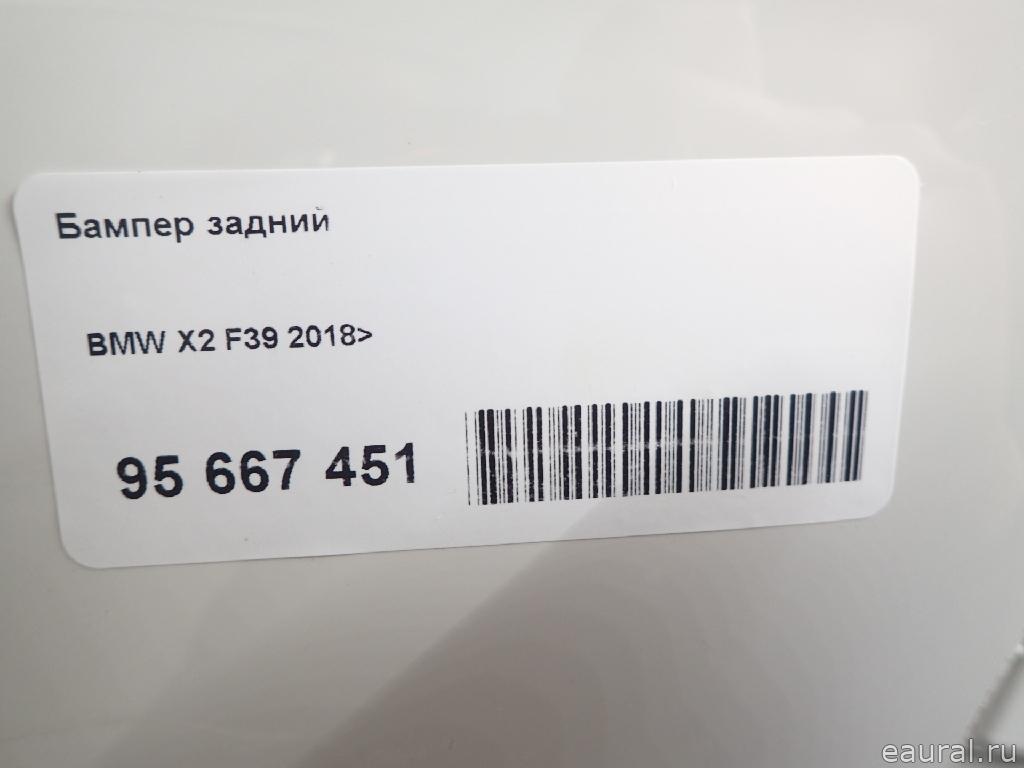 Бампер задний
BMW X2 F39 2018>
95 667 451
eaural.ru